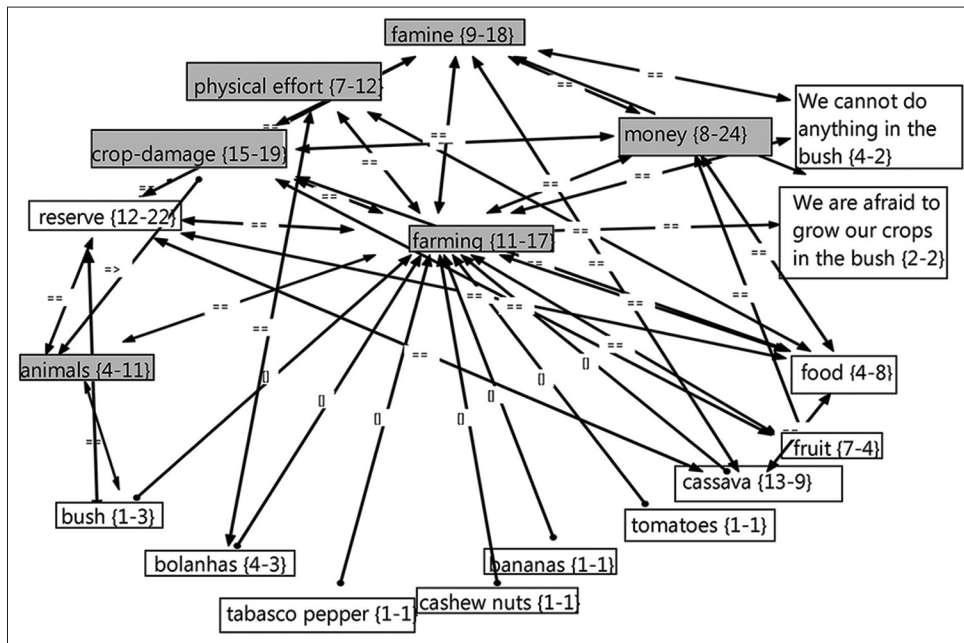 famine {9-18}
physical effort {7-12}
crop-damage {15-19}
money {8-24}
We cannot do
anything in the
bush {4-2}
reserve {12-22}
farming {11-17}
We are afraid to
grow our crops
in the bush {2-2}
animals {4-11}
food {4-8}
fruit {7-4}
cassava {13-9}
bush {1-3}
tomatoes {1-1}
bolanhas {4-3}
bananas {1-1}
tabasco pepper {1-1}
cashew nuts {1-1}
==
==
==
==
==
==
==
==
==
==
==
==
=>
==
==
==
==
==
==
==
==
==
==
[]
[]
[]
[]
[]
[]
[]
==
==